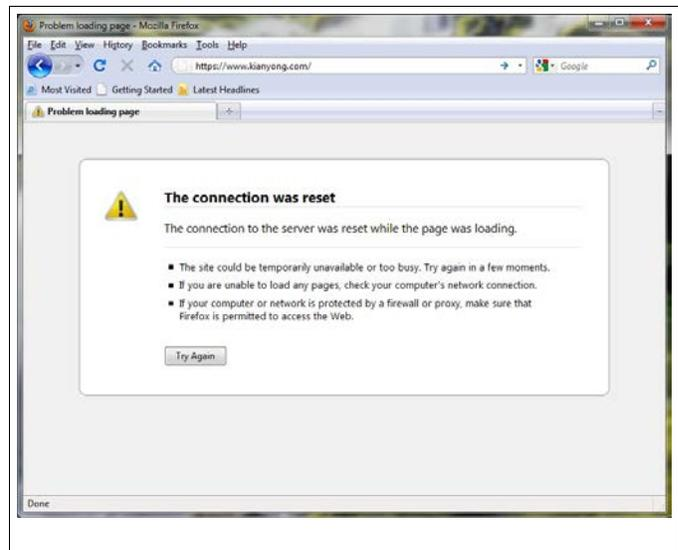 Problem loading page - Mozilla Firefox
File Edit View History Bookmarks Tools Help
https://www.kianyong.com/
Google
Most Visited Getting Started Latest Headlines
Problem loading page
The connection was reset
The connection to the server was reset while the page was loading.
The site could be temporarily unavailable or too busy. Try again in a few moments.
If you are unable to load any pages, check your computer's network connection.
If your computer or network is protected by a firewall or proxy, make sure that
Firefox is permitted to access the Web.
Try Again
Done